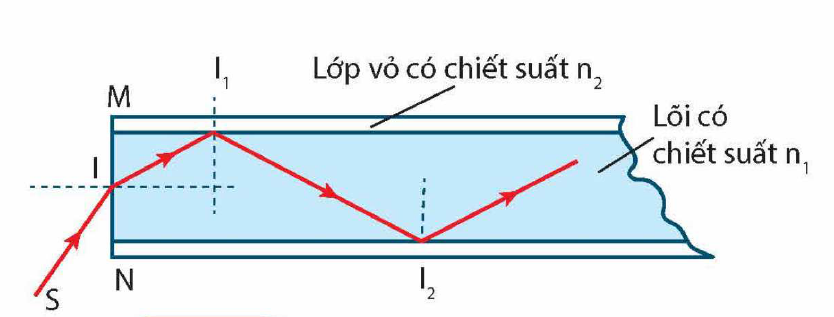 I₁
Lớp vỏ có chiết suất n₂
M
Lõi có
chiết suất n₁
I
S
N
I₂